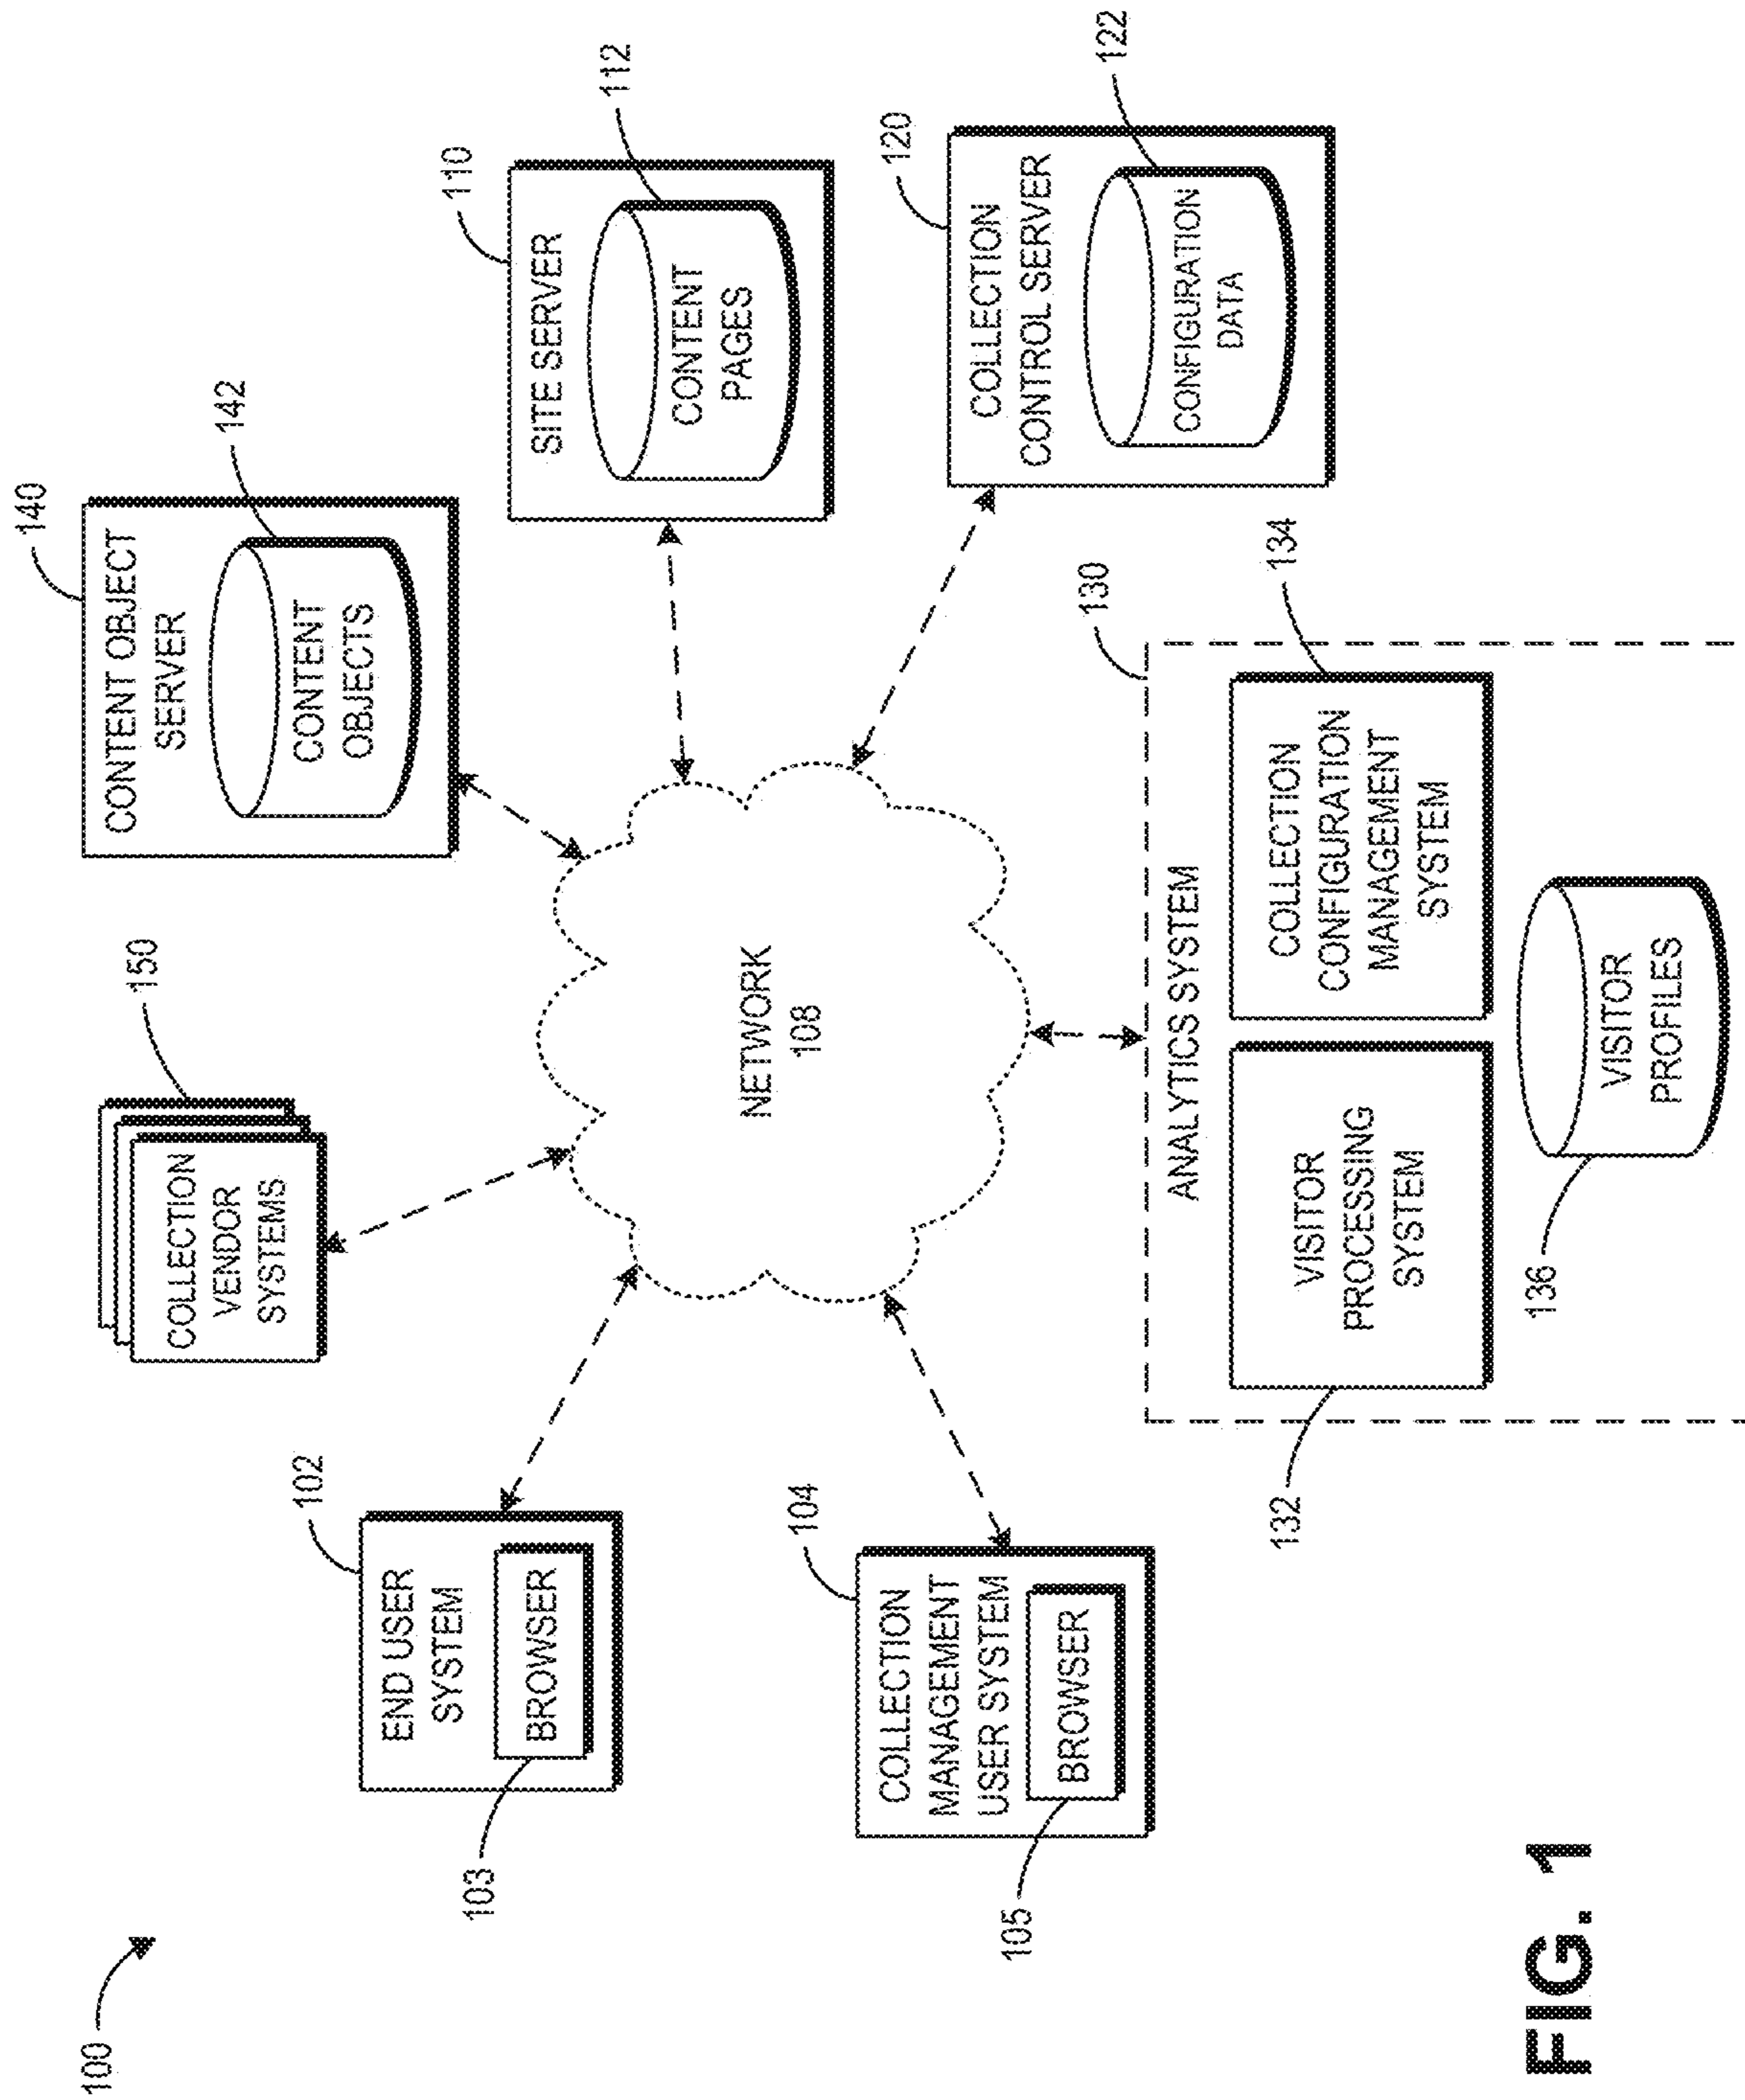 100
150
COLLECTION
VENDOR
SYSTEMS
140
CONTENT OBJECT
SERVER
142
CONTENT
OBJECTS
102
END USER
SYSTEM
BROWSER
103
110
SITE SERVER
112
CONTENT
PAGES
NETWORK
108
104
COLLECTION
MANAGEMENT
USER SYSTEM
BROWSER
105
120
COLLECTION
CONTROL SERVER
122
CONFIGURATION
DATA
130
ANALYTICS SYSTEM
132
VISITOR
PROCESSING
SYSTEM
134
COLLECTION
CONFIGURATION
MANAGEMENT
SYSTEM
136
VISITOR
PROFILES
FIG. 1